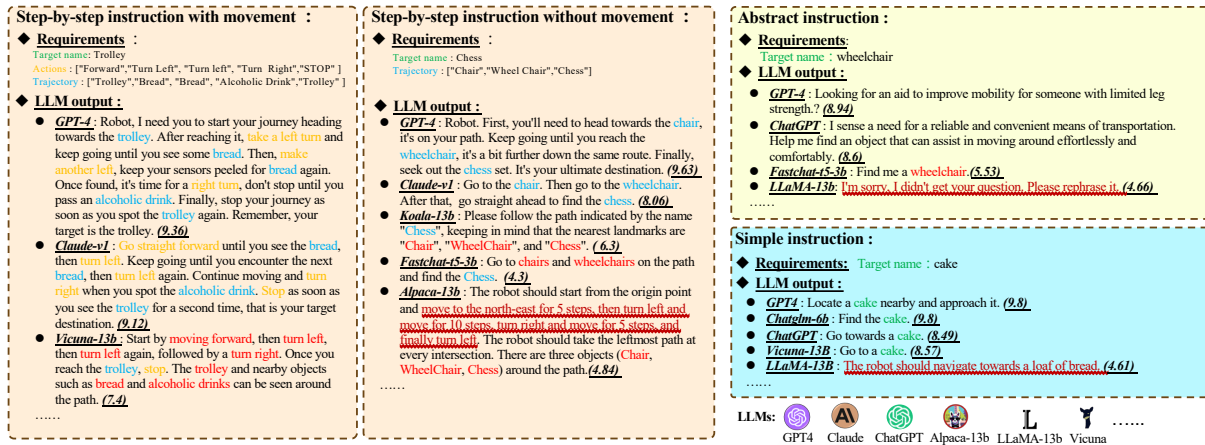 Step-by-step instruction with movement :
◆ Requirements :
Target name: Trolley
Actions : ["Forward","Turn Left", "Turn left", "Turn Right","STOP" ]
Trajectory : ["Trolley","Bread", "Bread", "Alcoholic Drink","Trolley" ]
◆ LLM output :
● GPT-4 : Robot, I need you to start your journey heading
towards the trolley. After reaching it, take a left turn and
keep going until you see some bread. Then, make
another left, keep your sensors peeled for bread again.
Once found, it's time for a right turn, don't stop until you
pass an alcoholic drink. Finally, stop your journey as
soon as you spot the trolley again. Remember, your
target is the trolley. (9.36)
● Claude-v1 : Go straight forward until you see the bread,
then turn left. Keep going until you encounter the next
bread, then turn left again. Continue moving and turn
right when you spot the alcoholic drink. Stop as soon as
you see the trolley for a second time, that is your target
destination. (9.12)
● Vicuna-13b : Start by moving forward, then turn left,
then turn left again, followed by a turn right. Once you
reach the trolley, stop. The trolley and nearby objects
such as bread and alcoholic drinks can be seen around
the path. (7.4)
……
Step-by-step instruction without movement :
◆ Requirements :
Target name : Chess
Trajectory : ["Chair","Wheel Chair","Chess"]
◆ LLM output :
● GPT-4 : Robot. First, you'll need to head towards the chair,
it's on your path. Keep going until you reach the
wheelchair, it's a bit further down the same route. Finally,
seek out the chess set. It's your ultimate destination. (9.63)
● Claude-v1 : Go to the chair. Then go to the wheelchair.
After that, go straight ahead to find the chess. (8.06)
● Koala-13b : Please follow the path indicated by the name
"Chess", keeping in mind that the nearest landmarks are
"Chair", "WheelChair", and "Chess". ( 6.3)
● Fastchat-t5-3b : Go to chairs and wheelchairs on the path
and find the Chess. (4.3)
● Alpaca-13b : The robot should start from the origin point
and move to the north-east for 5 steps, then turn left and
move for 10 steps, turn right and move for 5 steps, and
finally turn left. The robot should take the leftmost path at
every intersection. There are three objects (Chair,
WheelChair, Chess) around the path.(4.84)
……
Abstract instruction :
◆ Requirements:
Target name : wheelchair
◆ LLM output :
● GPT-4 : Looking for an aid to improve mobility for someone with limited leg
strength.? (8.94)
● ChatGPT : I sense a need for a reliable and convenient means of transportation.
Help me find an object that can assist in moving around effortlessly and
comfortably. (8.6)
● Fastchat-t5-3b : Find me a wheelchair.(5.53)
● LLaMA-13b : I'm sorry, I didn't get your question. Please rephrase it. (4.66)
……
Simple instruction :
◆ Requirements: Target name : cake
◆ LLM output :
● GPT4 : Locate a cake nearby and approach it. (9.8)
● Chatglm-6b : Find the cake. (9.8)
● ChatGPT : Go towards a cake. (8.49)
● Vicuna-13B : Go to a cake. (8.57)
● LLaMA-13B : The robot should navigate towards a loaf of bread. (4.61)
……
LLMs:
GPT4 Claude ChatGPT Alpaca-13b LLaMA-13b Vicuna ……